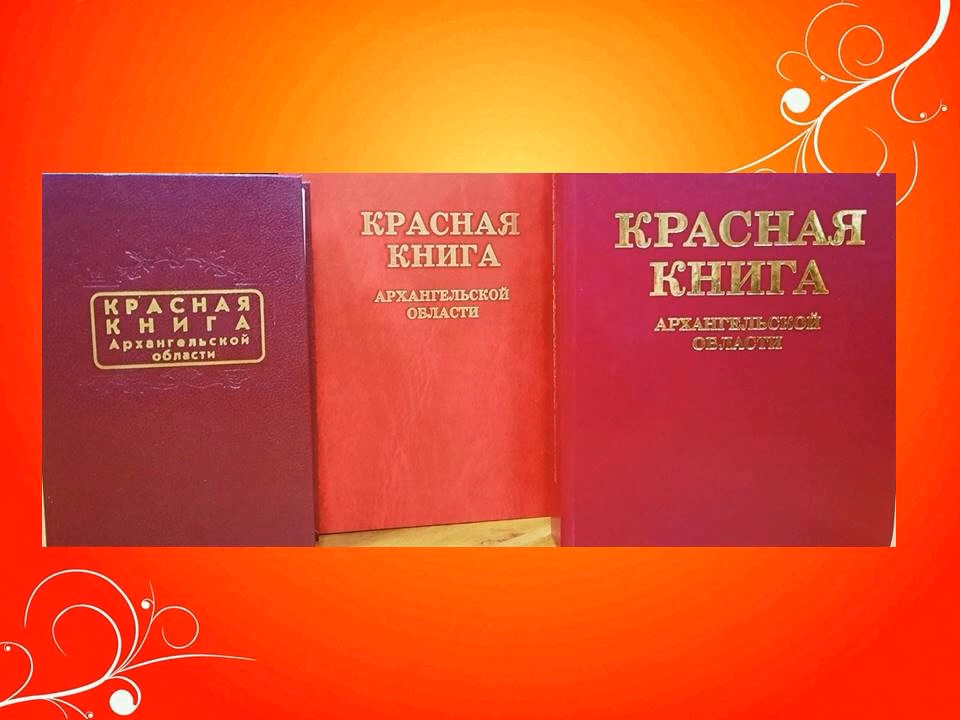 КРАСНАЯ
КНИГА
Архангельской
области
КРАСНАЯ
КНИГА
АРХАНГЕЛЬСКОЙ
ОБЛАСТИ
КРАСНАЯ
КНИГА
АРХАНГЕЛЬСКОЙ
ОБЛАСТИ